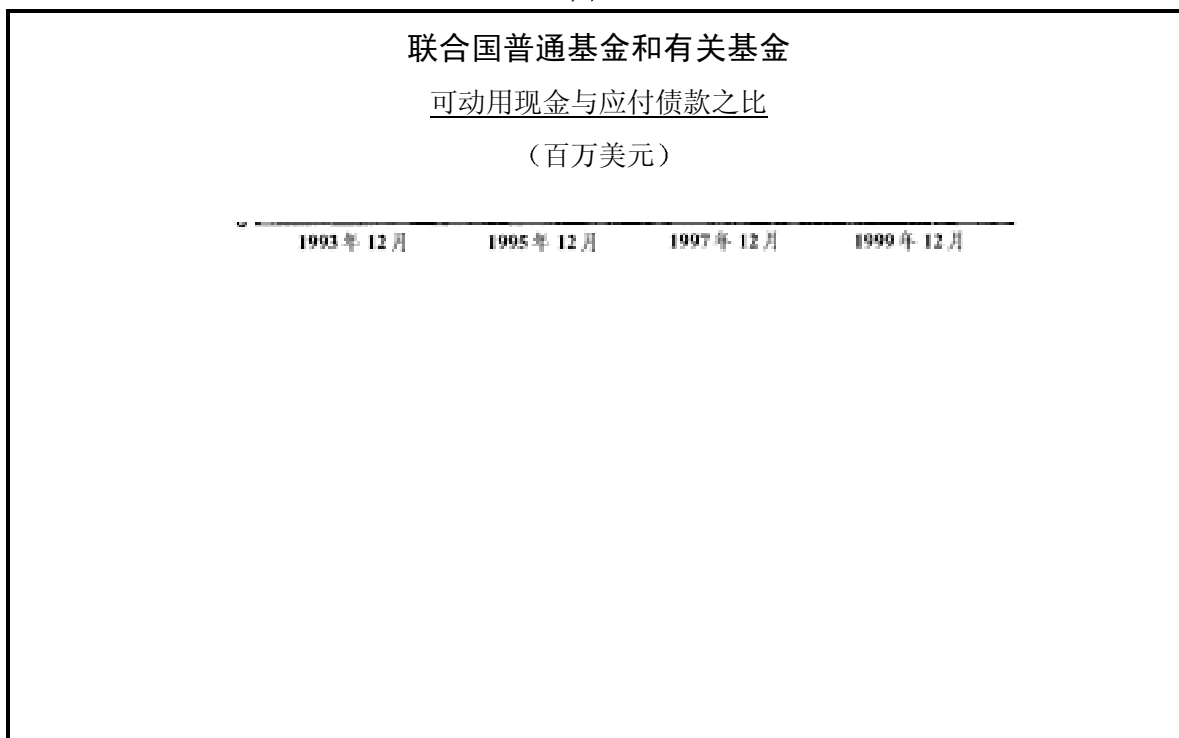 联合国普通基金和有关基金
可动用现金与应付债款之比
（百万美元）
1993年 12月 1995年 12月 1997年 12月 1999年 12月